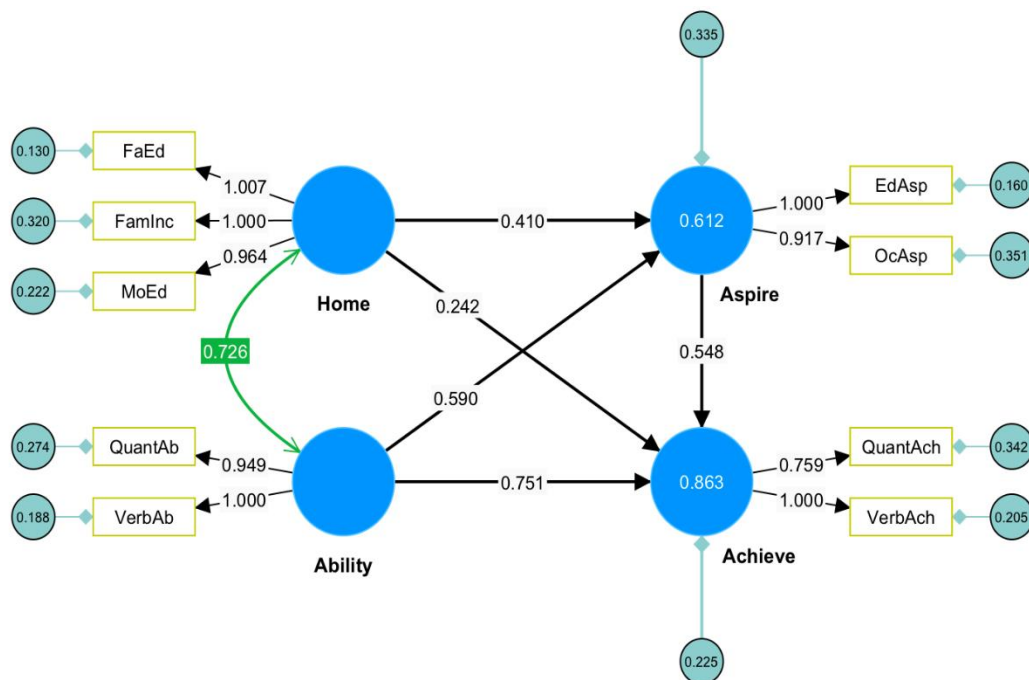 0.335
0.130
FaEd
1.007
0.320
FamInc
1.000
0.222
MoEd
0.964
Home
0.410
0.612
Aspire
1.000
EdAsp
0.160
0.917
OcAsp
0.351
0.242
0.726
0.590
0.548
0.274
QuantAb
0.949
0.188
VerbAb
1.000
Ability
0.751
0.863
Achieve
0.759
QuantAch
0.342
1.000
VerbAch
0.205
0.225